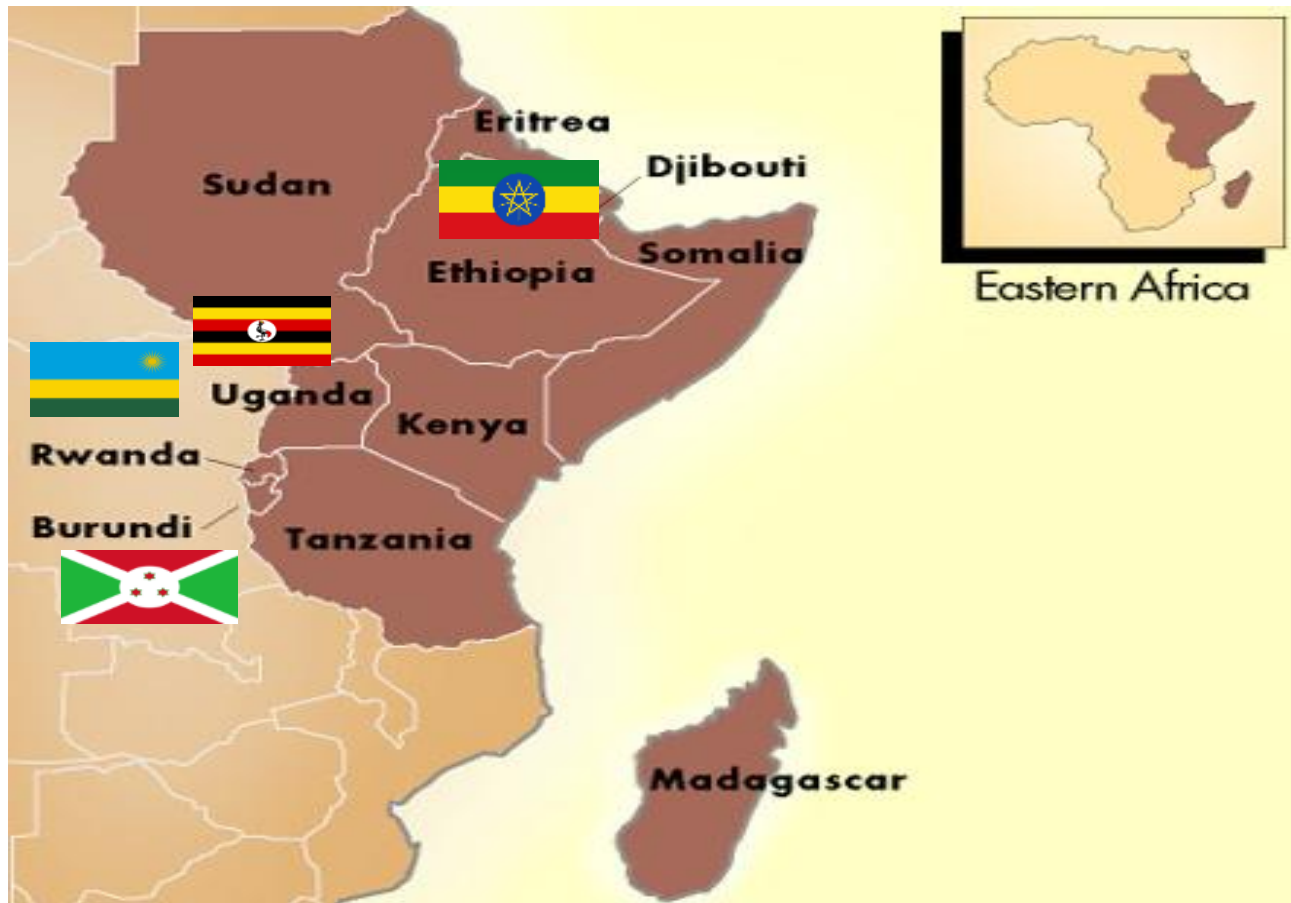 Eritrea
Djibouti
Sudan
Somalia
Ethiopia
Eastern Africa
Uganda
Kenya
Rwanda
Burundi
Tanzania
Madagascar